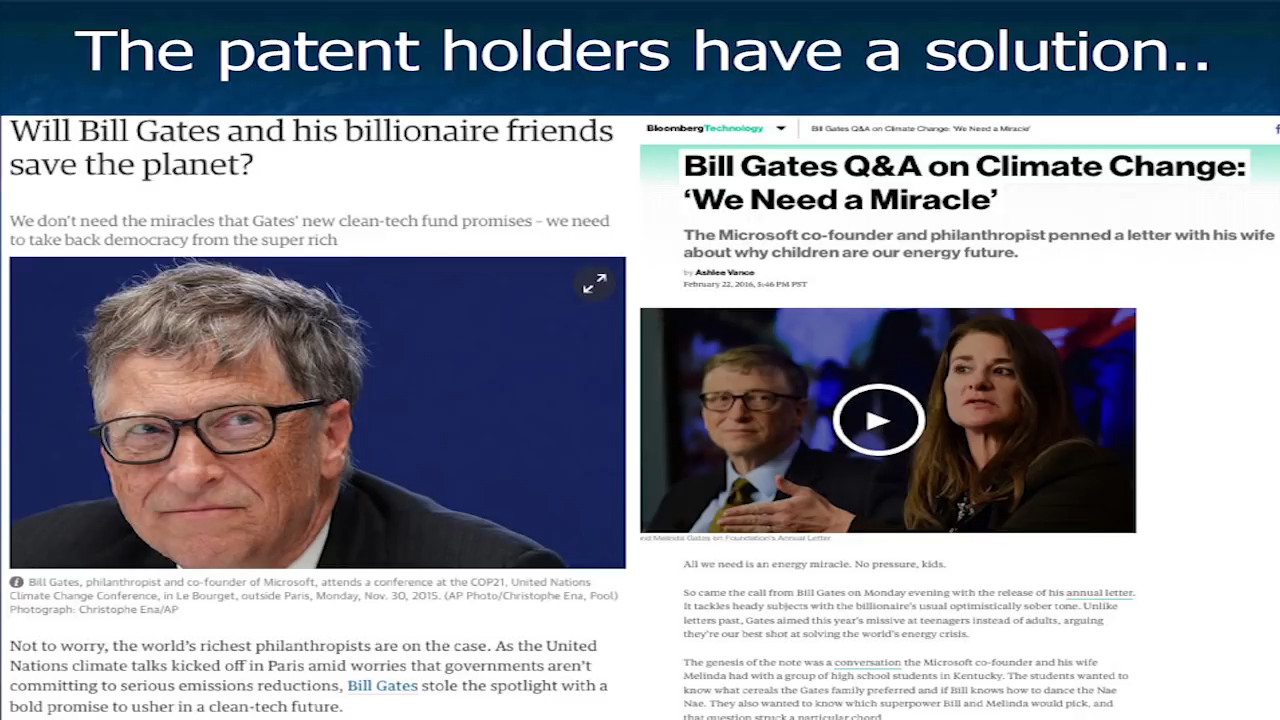 The patent holders have a solution..
Will Bill Gates and his billionaire friends
save the planet?
We don't need the miracles that Gates' new clean-tech fund promises – we need
to take back democracy from the super rich
Bill Gates, philanthropist and co-founder of Microsoft, attends a conference at the COP21, United Nations
Climate Change Conference, in Le Bourget, outside Paris, Monday, Nov. 30, 2015. (AP Photo/Christophe Ena, Pool)
Photograph: Christophe Ena/AP
Not to worry, the world's richest philanthropists are on the case. As the United
Nations climate talks kicked off in Paris amid worries that governments aren't
committing to serious emissions reductions, Bill Gates stole the spotlight with a
bold promise to usher in a clean-tech future.
BloombergTechnology
Bill Gates Q&A on Climate Change: 'We Need a Miracle'
Bill Gates Q&A on Climate Change:
'We Need a Miracle'
The Microsoft co-founder and philanthropist penned a letter with his wife
about why children are our energy future.
by Ashlee Vance
February 22, 2016, 5:46 PM PST
nd Melinda Gates on Foundation's Annual Letter
All we need is an energy miracle. No pressure, kids.
So came the call from Bill Gates on Monday evening with the release of his annual letter.
It tackles heady subjects with the billionaire's usual optimistically sober tone. Unlike
letters past, Gates aimed this year's missive at teenagers instead of adults, arguing
they're our best shot at solving the world's energy crisis.
The genesis of the note was a conversation the Microsoft co-founder and his wife
Melinda had with a group of high school students in Kentucky. The students wanted to
know what cereals the Gates family preferred and if Bill knows how to dance the Nae
Nae. They also wanted to know which superpower Bill and Melinda would pick, and
that question struck a particular chord